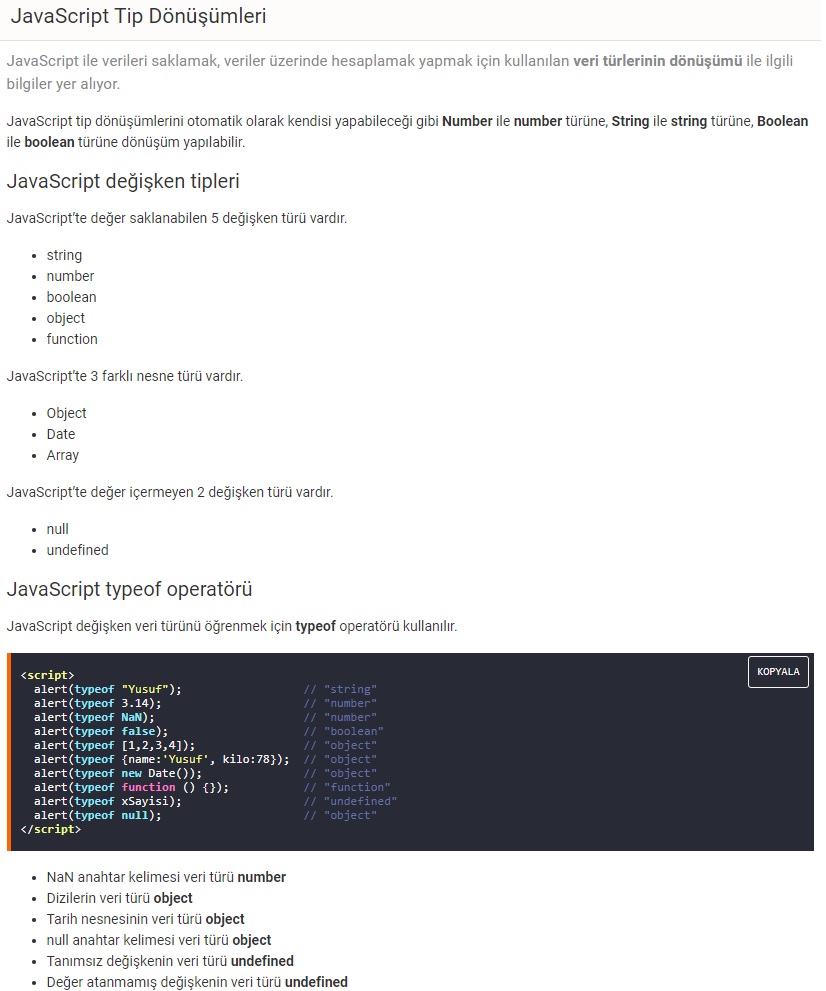 JavaScript Tip Dönüşümleri
JavaScript ile verileri saklamak, veriler üzerinde hesaplamak yapmak için kullanılan veri türlerinin dönüşümü ile ilgili
bilgiler yer alıyor.
JavaScript tip dönüşümlerini otomatik olarak kendisi yapabileceği gibi Number ile number türüne, String ile string türüne, Boolean
ile boolean türüne dönüşüm yapılabilir.
JavaScript değişken tipleri
JavaScript'te değer saklanabilen 5 değişken türü vardır.
• string
• number
• boolean
• object
• function
JavaScript'te 3 farklı nesne türü vardır.
• Object
• Date
• Array
JavaScript'te değer içermeyen 2 değişken türü vardır.
• null
• undefined
JavaScript typeof operatörü
JavaScript değişken veri türünü öğrenmek için typeof operatörü kullanılır.
KOPYALA
<script>
alert(typeof "Yusuf"); // "string"
alert(typeof 3.14); // "number"
alert(typeof NaN); // "number"
alert(typeof false); // "boolean"
alert(typeof [1,2,3,4]); // "object"
alert(typeof {name:'Yusuf', kilo:78}); // "object"
alert(typeof new Date()); // "object"
alert(typeof function () {}); // "function"
alert(typeof xSayisi); // "undefined"
alert(typeof null); // "object"
</script>
• NaN anahtar kelimesi veri türü number
• Dizilerin veri türü object
• Tarih nesnesinin veri türü object
• null anahtar kelimesi veri türü object
• Tanımsız değişkenin veri türü undefined
• Değer atanmamış değişkenin veri türü undefined